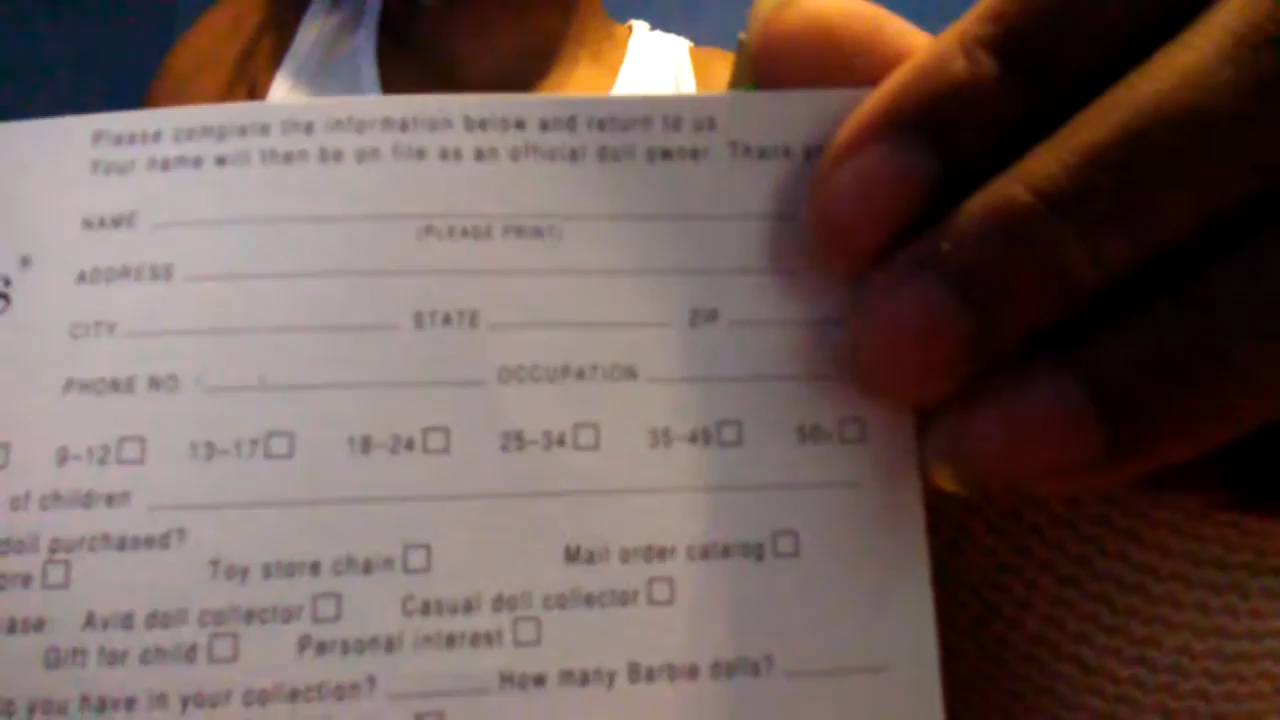 Please complete the information below and return to us
Your name will then be on file as an official doll owner. Thank
NAME
(PLEASE PRINT)
S®
ADDRESS
CITY STATE ZIP
PHONE NO. OCCUPATION
9-12 13-17 18-24 25-34 35-49 50+
of children
doll purchased?
ore Toy store chain Mail order catalog
ase: Avid doll collector Casual doll collector
Gift for child Personal interest
you have in your collection? How many Barbie dolls?